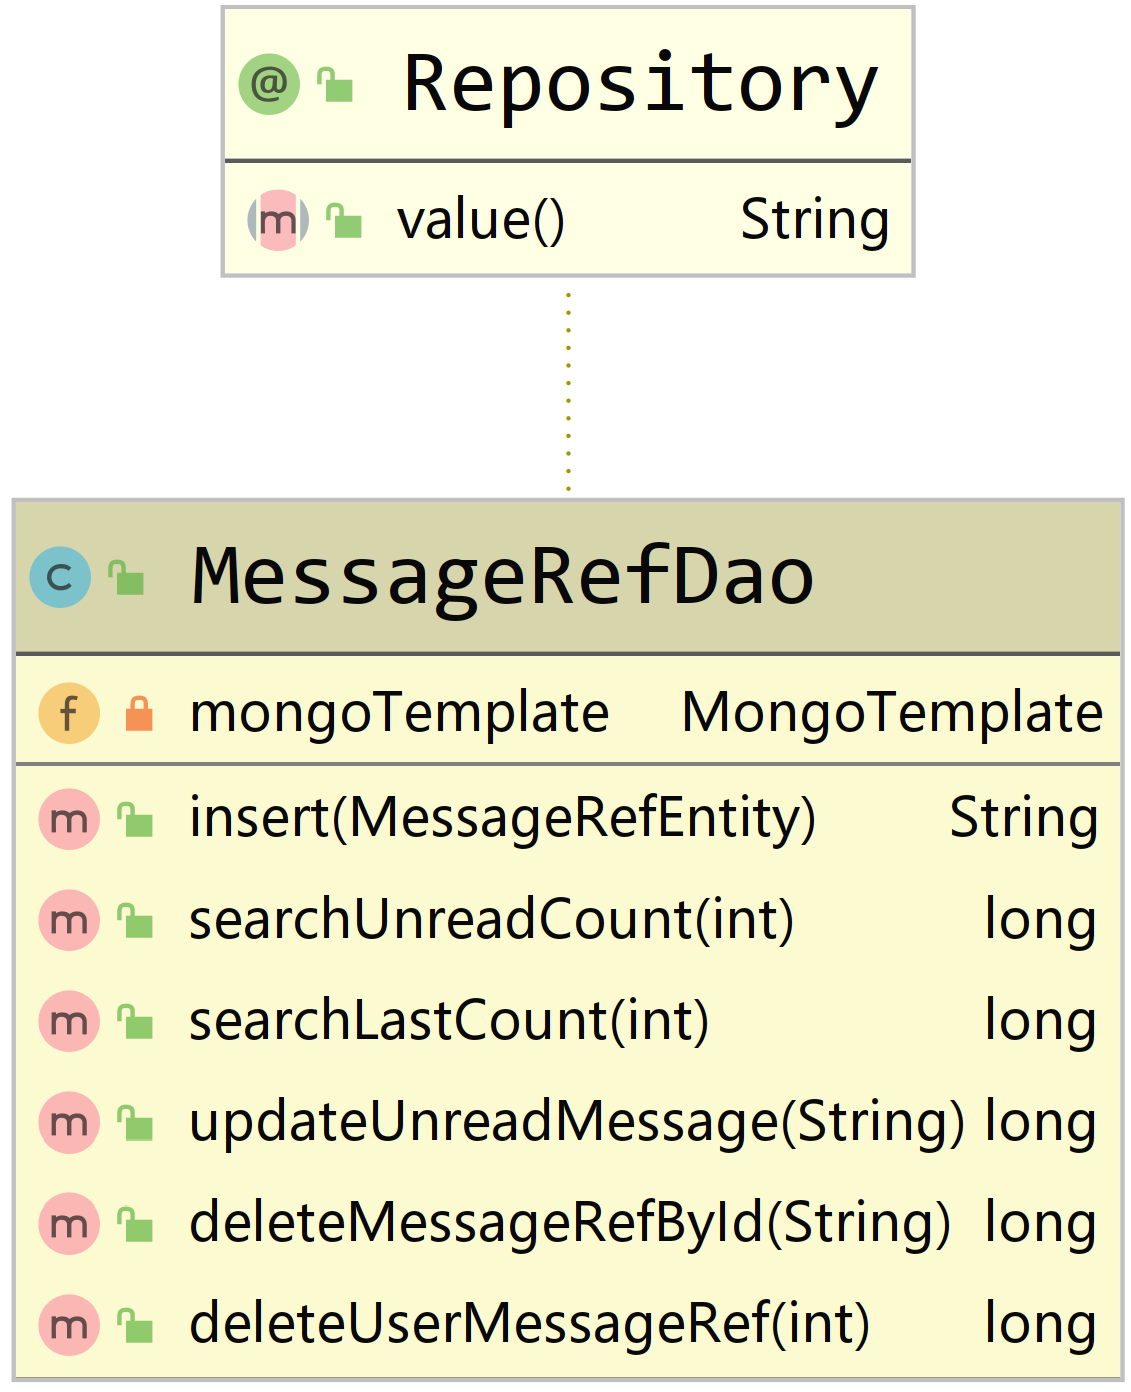 @ Repository
m value() String
C MessageRefDao
f mongoTemplate MongoTemplate
m insert(MessageRefEntity) String
m searchUnreadCount(int) long
m searchLastCount(int) long
m updateUnreadMessage(String) long
m deleteMessageRefById(String) long
m deleteUserMessageRef(int) long